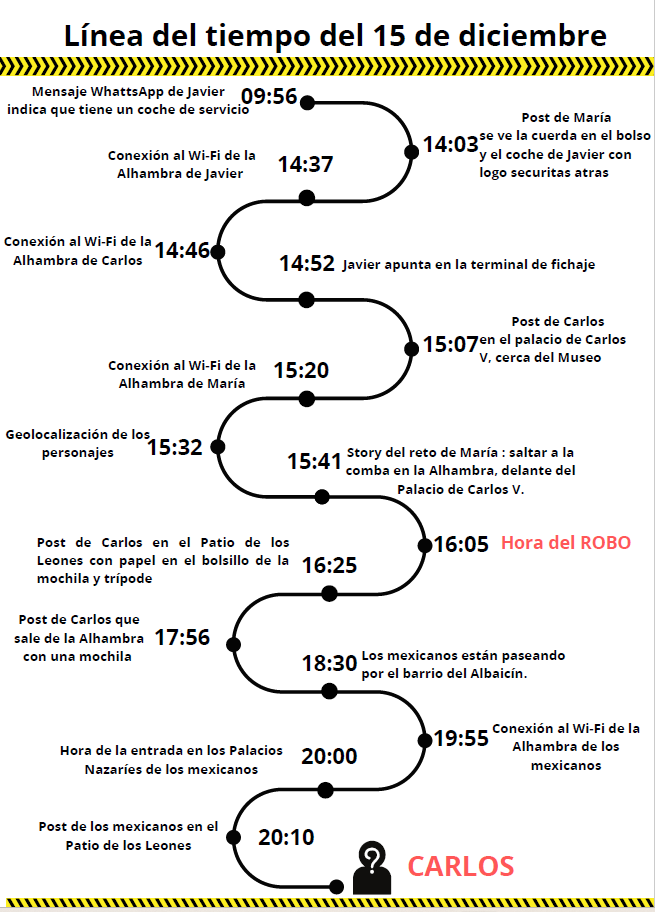 Línea del tiempo del 15 de diciembre
Mensaje WhattsApp de Javier
indica que tiene un coche de servicio
09:56
Post de María
se ve la cuerda en el bolso
y el coche de Javier con
logo securitas atras
14:03
Conexión al Wi-Fi de la
Alhambra de Javier
14:37
Conexión al Wi-Fi de la
Alhambra de Carlos
14:46
14:52
Javier apunta en la terminal de fichaje
15:07
Post de Carlos
en el palacio de Carlos
V, cerca del Museo
Conexión al Wi-Fi de la
Alhambra de María
15:20
Geolocalización de los
personajes
15:32
15:41
Story del reto de María : saltar a la
comba en la Alhambra, delante del
Palacio de Carlos V.
16:05
Hora del ROBO
Post de Carlos en el Patio de los
Leones con papel en el bolsillo de la
mochila y trípode
16:25
Post de Carlos que
sale de la Alhambra
con una mochila
17:56
18:30
Los mexicanos están paseando
por el barrio del Albaicín.
19:55
Conexión al Wi-Fi de la
Alhambra de los
mexicanos
Hora de la entrada en los Palacios
Nazaríes de los mexicanos
20:00
Post de los mexicanos en el
Patio de los Leones
20:10
?
CARLOS